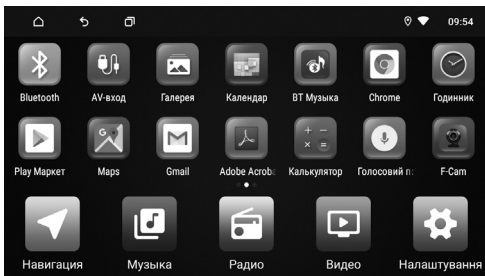 09:54
Bluetooth AV-вход Галерея Календар BT Музыка Chrome Годинник
Play Маркет Maps Gmail Adobe Acroba Калькулятор Голосовий п: F-Cam
Навигация Музыка Радио Видео Налаштування